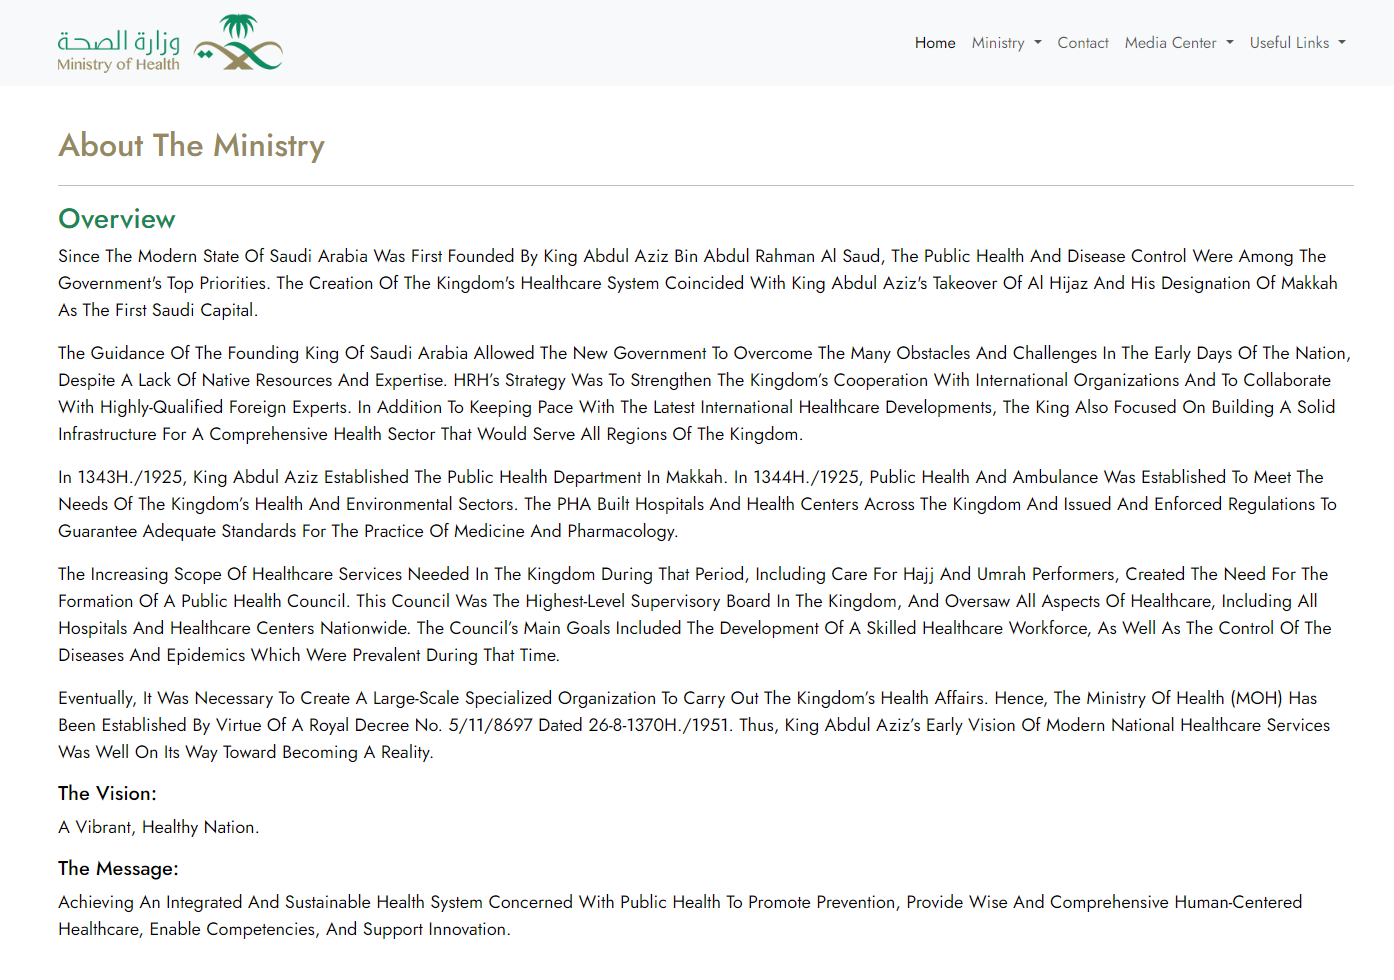 وزارة الصحة
Ministry of Health
Home Ministry Contact Media Center Useful Links
About The Ministry
Overview
Since The Modern State Of Saudi Arabia Was First Founded By King Abdul Aziz Bin Abdul Rahman Al Saud, The Public Health And Disease Control Were Among The
Government's Top Priorities. The Creation Of The Kingdom's Healthcare System Coincided With King Abdul Aziz's Takeover Of Al Hijaz And His Designation Of Makkah
As The First Saudi Capital.
The Guidance Of The Founding King Of Saudi Arabia Allowed The New Government To Overcome The Many Obstacles And Challenges In The Early Days Of The Nation,
Despite A Lack Of Native Resources And Expertise. HRH’s Strategy Was To Strengthen The Kingdom’s Cooperation With International Organizations And To Collaborate
With Highly-Qualified Foreign Experts. In Addition To Keeping Pace With The Latest International Healthcare Developments, The King Also Focused On Building A Solid
Infrastructure For A Comprehensive Health Sector That Would Serve All Regions Of The Kingdom.
In 1343H./1925, King Abdul Aziz Established The Public Health Department In Makkah. In 1344H./1925, Public Health And Ambulance Was Established To Meet The
Needs Of The Kingdom’s Health And Environmental Sectors. The PHA Built Hospitals And Health Centers Across The Kingdom And Issued And Enforced Regulations To
Guarantee Adequate Standards For The Practice Of Medicine And Pharmacology.
The Increasing Scope Of Healthcare Services Needed In The Kingdom During That Period, Including Care For Hajj And Umrah Performers, Created The Need For The
Formation Of A Public Health Council. This Council Was The Highest-Level Supervisory Board In The Kingdom, And Oversaw All Aspects Of Healthcare, Including All
Hospitals And Healthcare Centers Nationwide. The Council’s Main Goals Included The Development Of A Skilled Healthcare Workforce, As Well As The Control Of The
Diseases And Epidemics Which Were Prevalent During That Time.
Eventually, It Was Necessary To Create A Large-Scale Specialized Organization To Carry Out The Kingdom’s Health Affairs. Hence, The Ministry Of Health (MOH) Has
Been Established By Virtue Of A Royal Decree No. 5/11/8697 Dated 26-8-1370H./1951. Thus, King Abdul Aziz’s Early Vision Of Modern National Healthcare Services
Was Well On Its Way Toward Becoming A Reality.
The Vision:
A Vibrant, Healthy Nation.
The Message:
Achieving An Integrated And Sustainable Health System Concerned With Public Health To Promote Prevention, Provide Wise And Comprehensive Human-Centered
Healthcare, Enable Competencies, And Support Innovation.